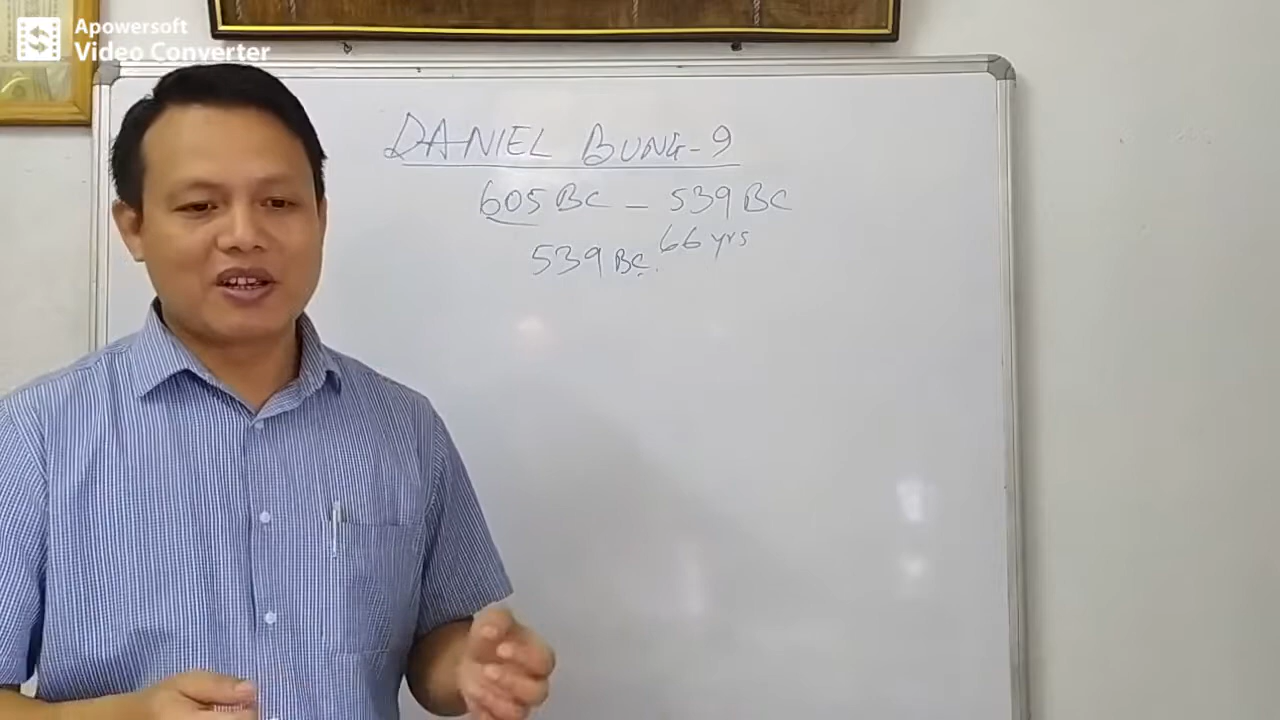 Apowersoft
Video Converter
DANIEL BUNG-9
605 BC - 539 BC
66 yrs
539 BC.